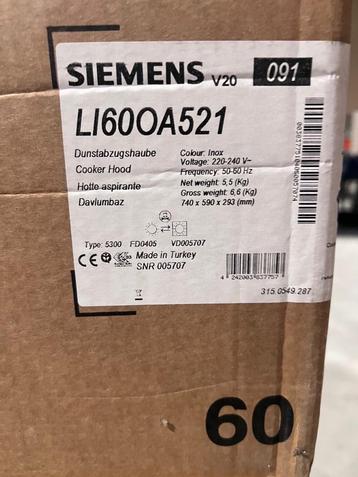 SIEMENS V20 091
LI60OA521
Dunstabzugshaube
Cooker Hood
Hotte aspirante
Davlumbaz
Colour: Inox
Voltage: 220-240 V~
Frequency: 50-60 Hz
Net weight: 5,5 (Kg)
Gross weight: 6,6 (Kg)
740 x 590 x 293 (mm)
Type: 5300 FD0405 VD005707
CE Made in Turkey
SNR 005707
4 242003 837757
315.0549.287
60